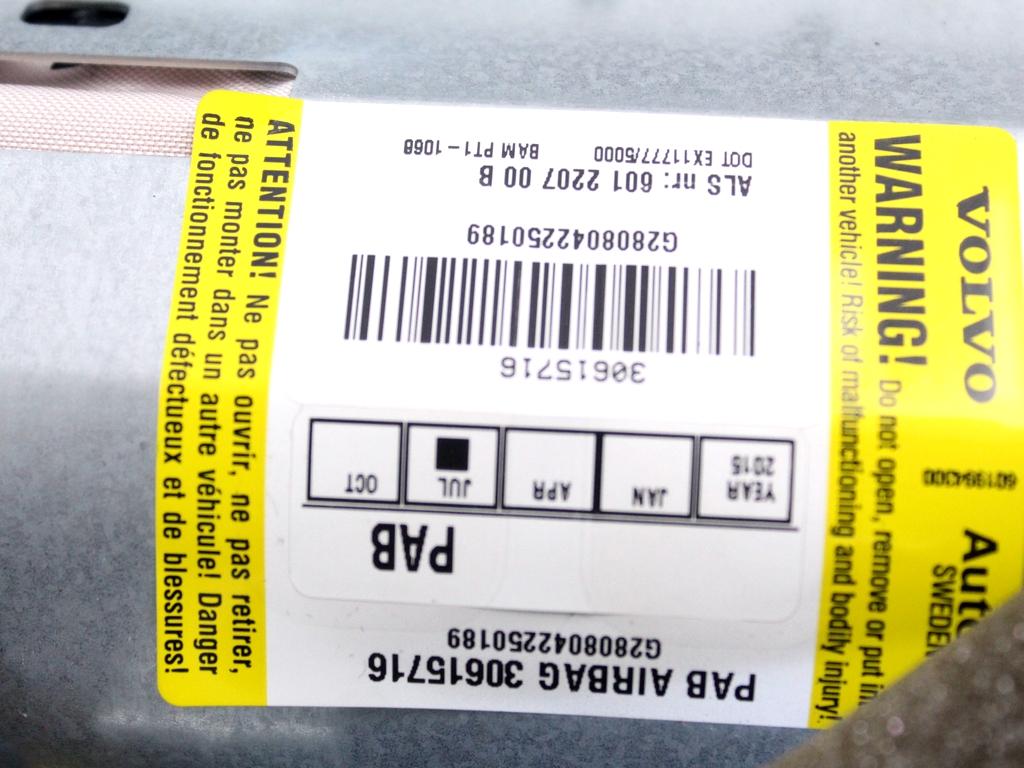 PAB AIRBAG 30615716
G2808042250189
PAB
YEAR 2015
JAN
APR
JUL
OCT
30615716
G2808042250189
ALS nr: 601 2207 00 B
DOT EX11777/5000 BAM PT1-1068
ATTENTION! Ne pas ouvrir, ne pas retirer,
ne pas monter dans un autre véhicule! Danger
de fonctionnement défectueux et de blessures!
VOLVO
SWEDEN
WARNING! Do not open, remove or put in
another vehicle! Risk of malfunctioning and bodily injury!